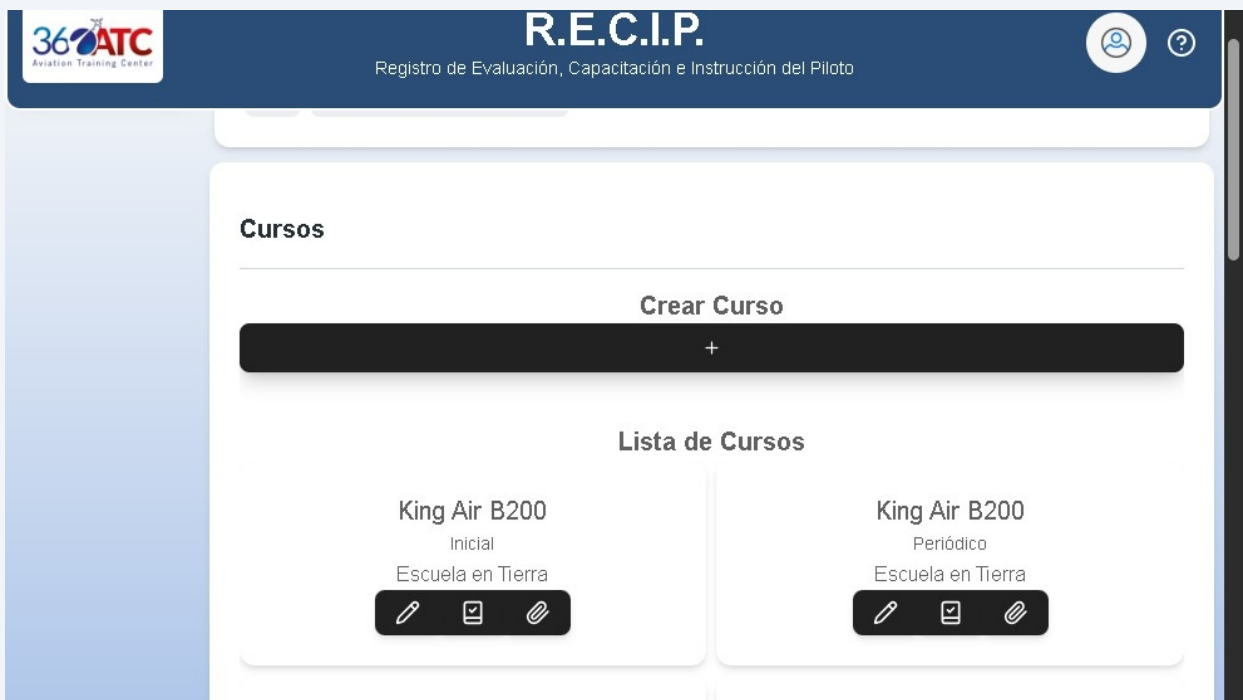 360ATC
Aviation Training Center
R.E.C.I.P.
Registro de Evaluación, Capacitación e Instrucción del Piloto
Cursos
Crear Curso
+
Lista de Cursos
King Air B200
Inicial
Escuela en Tierra
King Air B200
Periódico
Escuela en Tierra